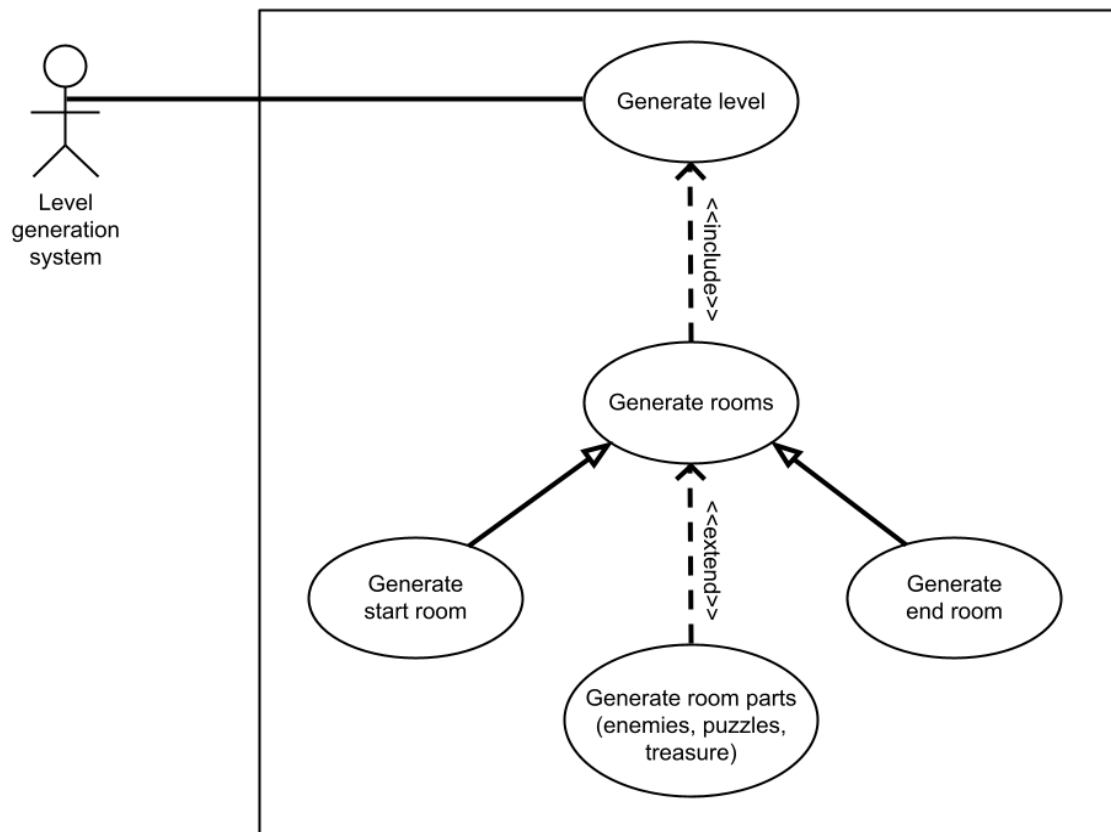 Generate level
Level
generation
system
<<include>>
Generate rooms
<<extend>>
Generate
start room
Generate
end room
Generate room parts
(enemies, puzzles,
treasure)